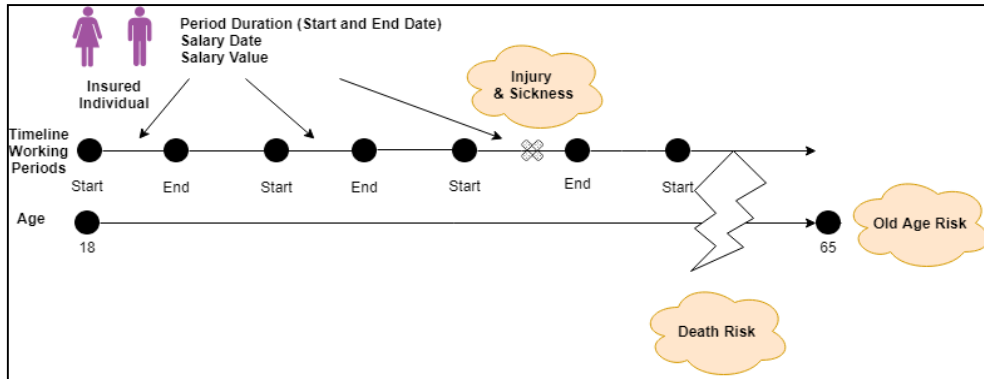 Period Duration (Start and End Date)
Salary Date
Salary Value
Insured
Individual
Injury
& Sickness
Timeline
Working
Periods
Start
End
Start
End
Start
End
Start
Age
18
65
Old Age Risk
Death Risk